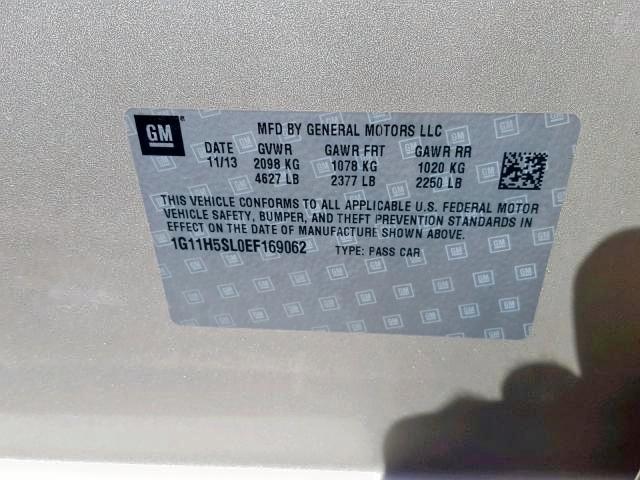 GM MFD BY GENERAL MOTORS LLC
DATE GVWR GAWR FRT GAWR RR
11/13 2098 KG 1078 KG 1020 KG
4627 LB 2377 LB 2250 LB
THIS VEHICLE CONFORMS TO ALL APPLICABLE U.S. FEDERAL MOTOR
VEHICLE SAFETY, BUMPER, AND THEFT PREVENTION STANDARDS IN
EFFECT ON THE DATE OF MANUFACTURE SHOWN ABOVE.
1G11H5SL0EF169062 TYPE: PASS CAR